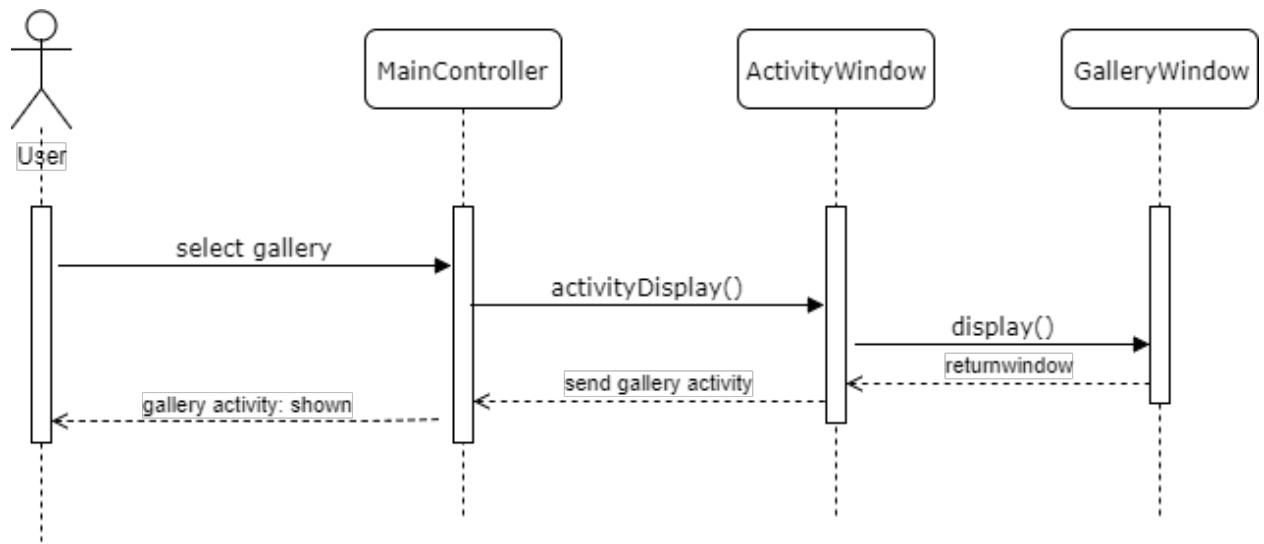 MainController
ActivityWindow
GalleryWindow
User
select gallery
activityDisplay()
display()
returnwindow
send gallery activity
gallery activity: shown